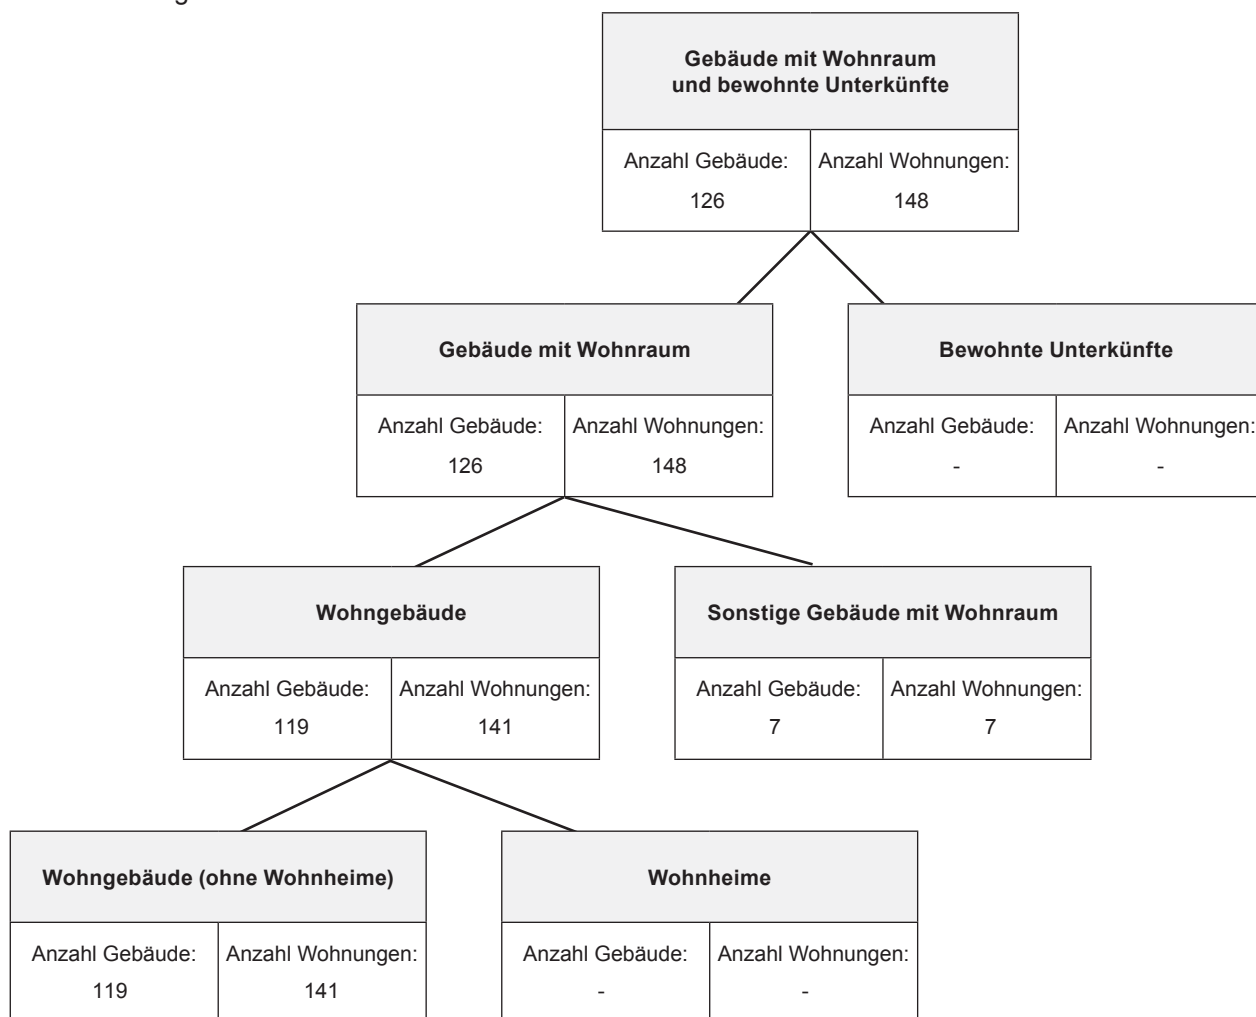 Gebäude mit Wohnraum
und bewohnte Unterkünfte
Anzahl Gebäude: Anzahl Wohnungen:
126 148
Gebäude mit Wohnraum
Anzahl Gebäude: Anzahl Wohnungen:
126 148
Bewohnte Unterkünfte
Anzahl Gebäude: Anzahl Wohnungen:
- -
Wohngebäude
Anzahl Gebäude: Anzahl Wohnungen:
119 141
Sonstige Gebäude mit Wohnraum
Anzahl Gebäude: Anzahl Wohnungen:
7 7
Wohngebäude (ohne Wohnheime)
Anzahl Gebäude: Anzahl Wohnungen:
119 141
Wohnheime
Anzahl Gebäude: Anzahl Wohnungen:
- -